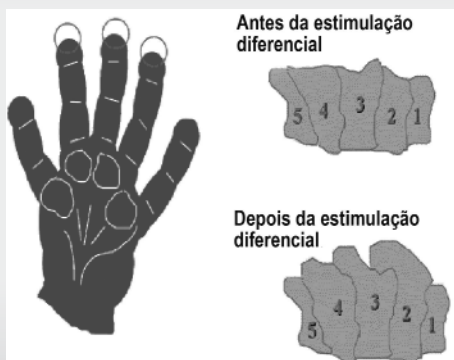 Antes da estimulação
diferencial
5 4 3 2 1
Depois da estimulação
diferencial
5 4 3 2 1